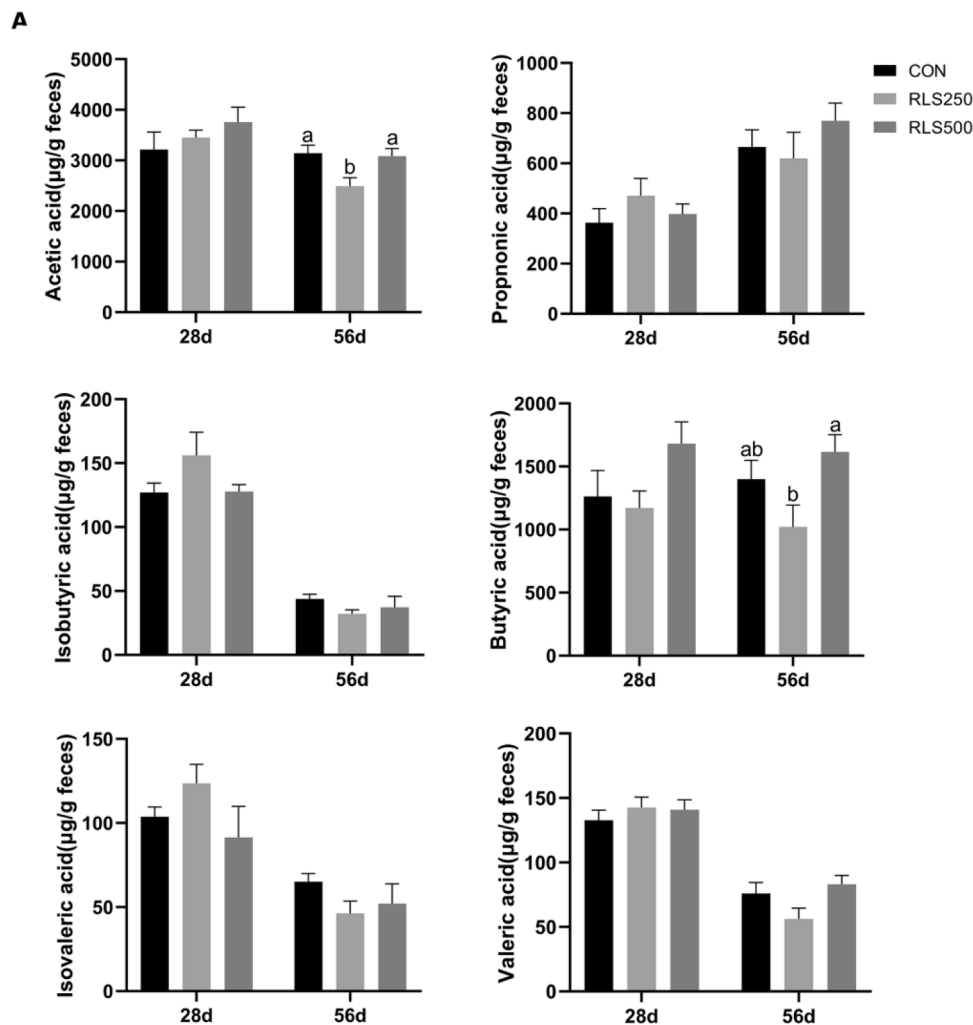 A
5000
4000
3000
2000
1000
0
Acetic acid(μg/g feces)
a
b
a
28d
56d
1000
800
600
400
200
0
Propnonic acid(μg/g feces)
28d
56d
CON
RLS250
RLS500
200
150
100
50
0
Isobutyric acid(μg/g feces)
28d
56d
2000
1500
1000
500
0
Butyric acid(μg/g feces)
ab
b
a
28d
56d
150
100
50
0
Isovaleric acid(μg/g feces)
28d
56d
200
150
100
50
0
Valeric acid(μg/g feces)
28d
56d